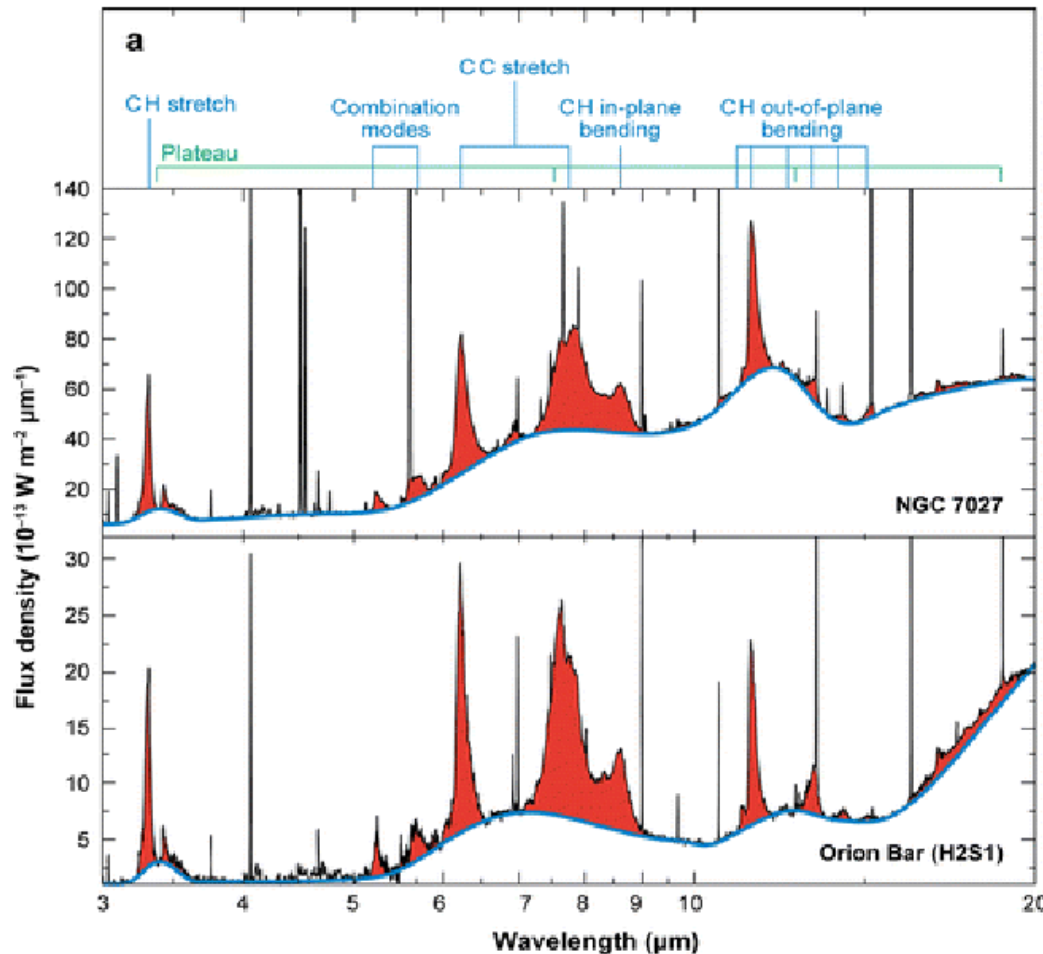 a
CC stretch
CH stretch
Combination modes
CH in-plane bending
CH out-of-plane bending
Plateau
140
120
100
80
60
40
20
NGC 7027
30
25
20
15
10
5
Orion Bar (H2S1)
3 4 5 6 7 8 9 10 20
Wavelength (μm)
Flux density (10⁻¹³ W m⁻² μm⁻¹)